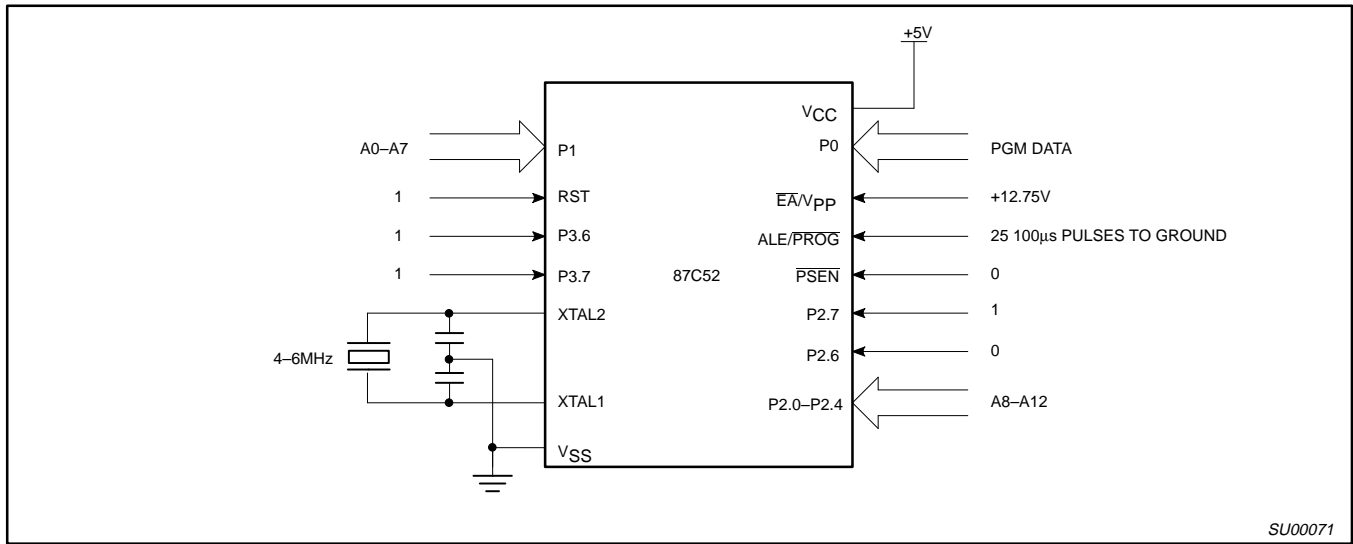 +5V
VCC
A0–A7
P1
P0
PGM DATA
1
RST
EA/VPP
+12.75V
1
P3.6
ALE/PROG
25 100μs PULSES TO GROUND
1
P3.7
87C52
PSEN
0
XTAL2
P2.7
1
4–6MHz
P2.6
0
XTAL1
P2.0–P2.4
A8–A12
VSS
SU00071